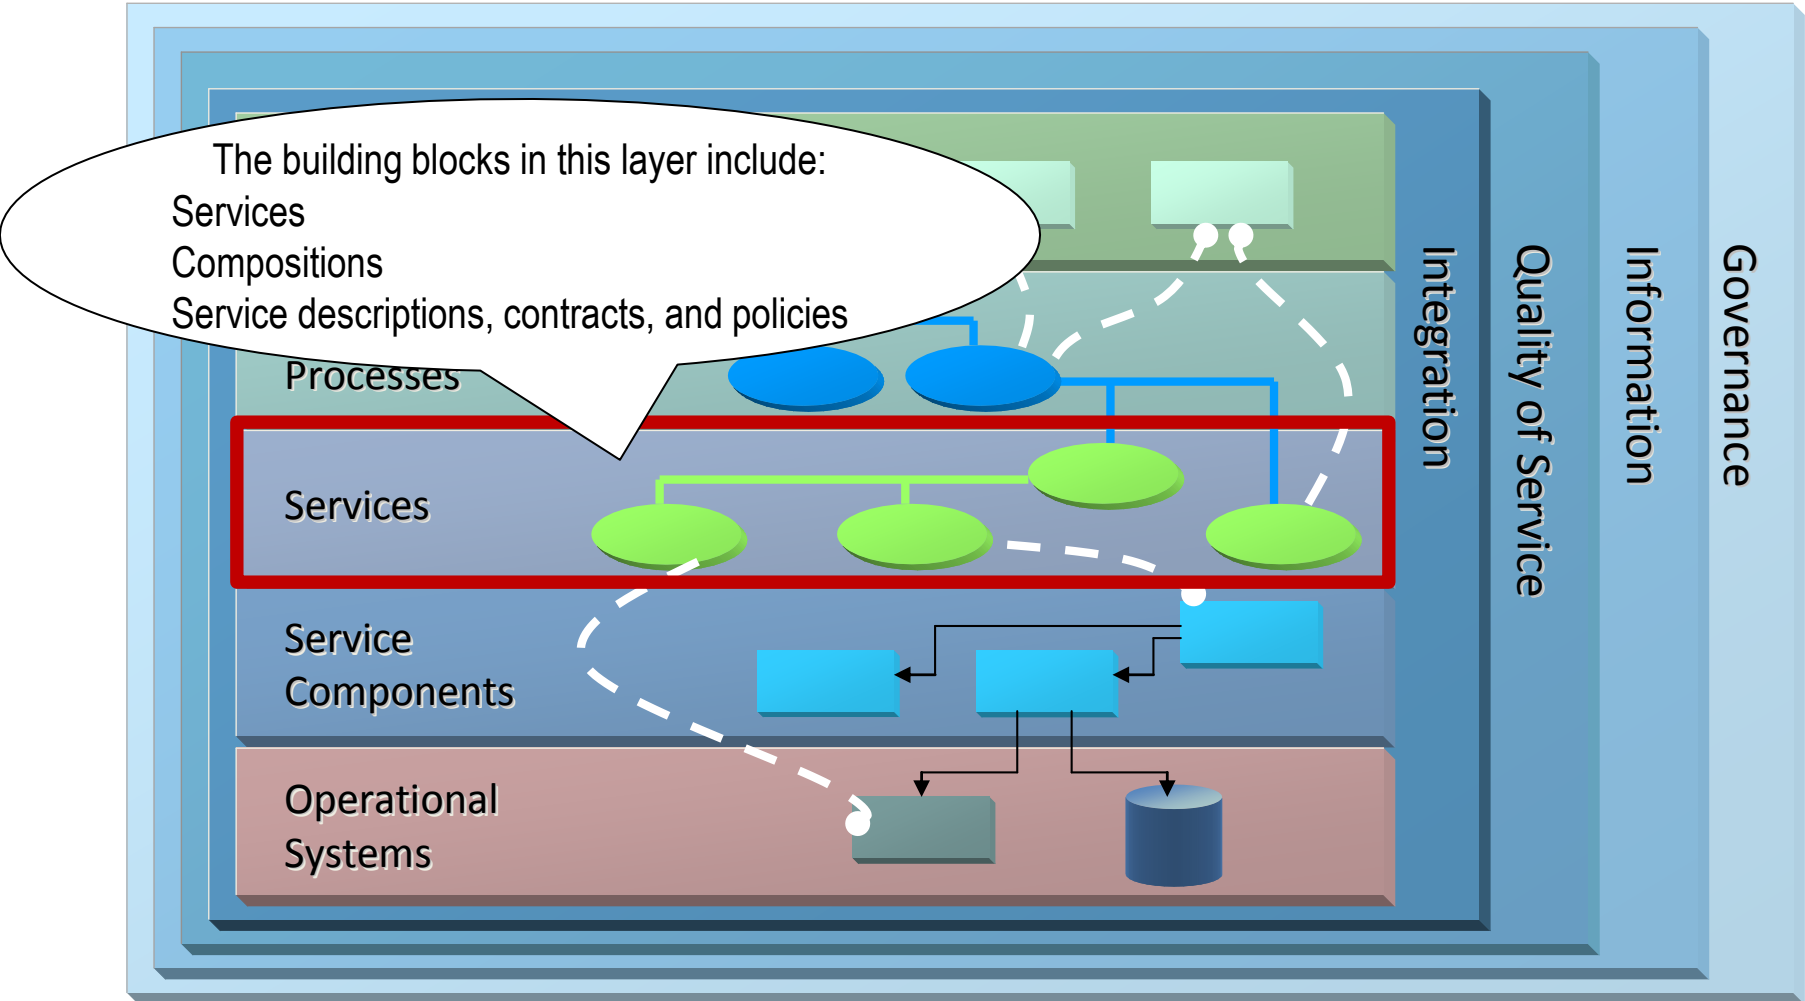 The building blocks in this layer include:
Services
Compositions
Service descriptions, contracts, and policies
Processes
Services
Service
Components
Operational
Systems
Integration
Quality of Service
Information
Governance